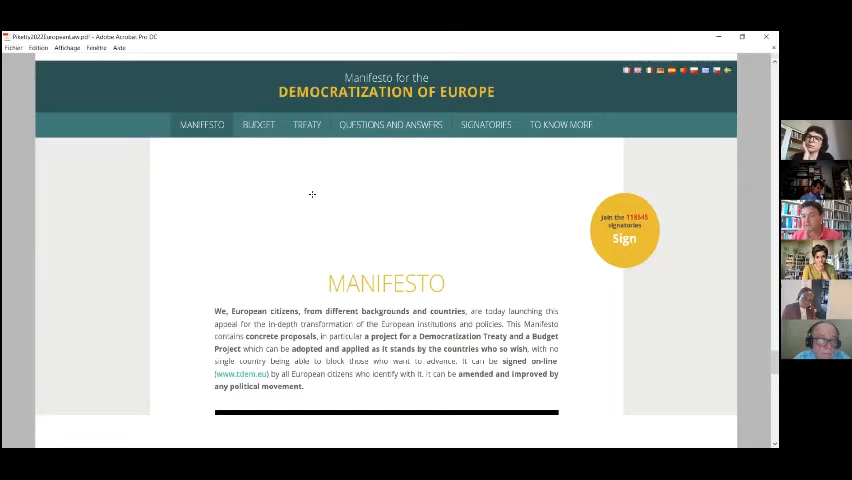 Piketty2022EuropeanLaw.pdf - Adobe Acrobat Pro DC
Fichier Edition Affichage Fenêtre Aide
Manifesto for the
DEMOCRATIZATION OF EUROPE
MANIFESTO BUDGET TREATY QUESTIONS AND ANSWERS SIGNATORIES TO KNOW MORE
Join the 118545
signatories
Sign
MANIFESTO
We, European citizens, from different backgrounds and countries, are today launching this
appeal for the in-depth transformation of the European institutions and policies. This Manifesto
contains concrete proposals, in particular a project for a Democratization Treaty and a Budget
Project which can be adopted and applied as it stands by the countries who so wish, with no
single country being able to block those who want to advance. It can be signed on-line
(www.tdem.eu) by all European citizens who identify with it. It can be amended and improved by
any political movement.